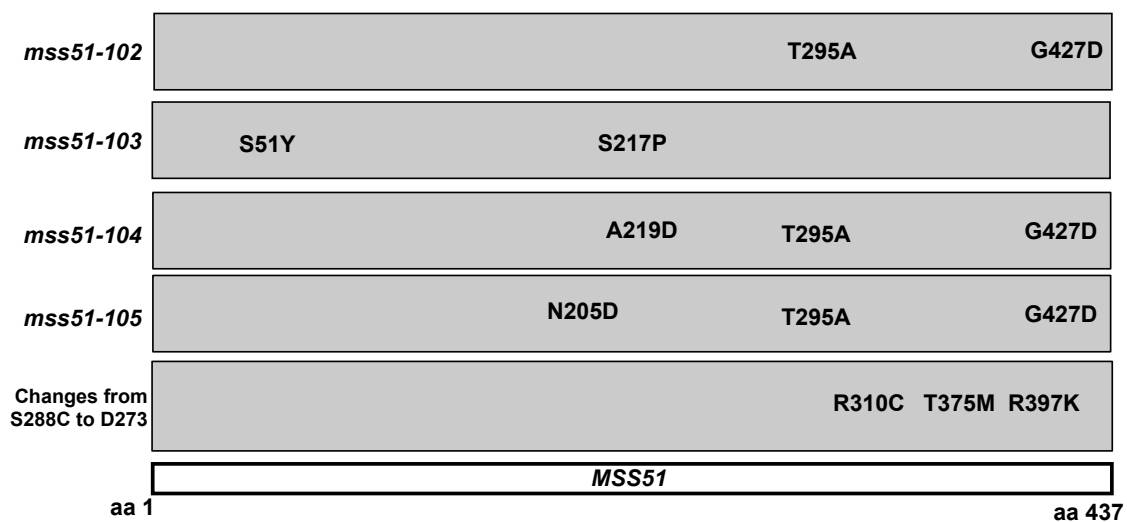 mss51-102 T295A G427D
mss51-103 S51Y S217P
mss51-104 A219D T295A G427D
mss51-105 N205D T295A G427D
Changes from
S288C to D273
R310C T375M R397K
MSS51
aa 1 aa 437